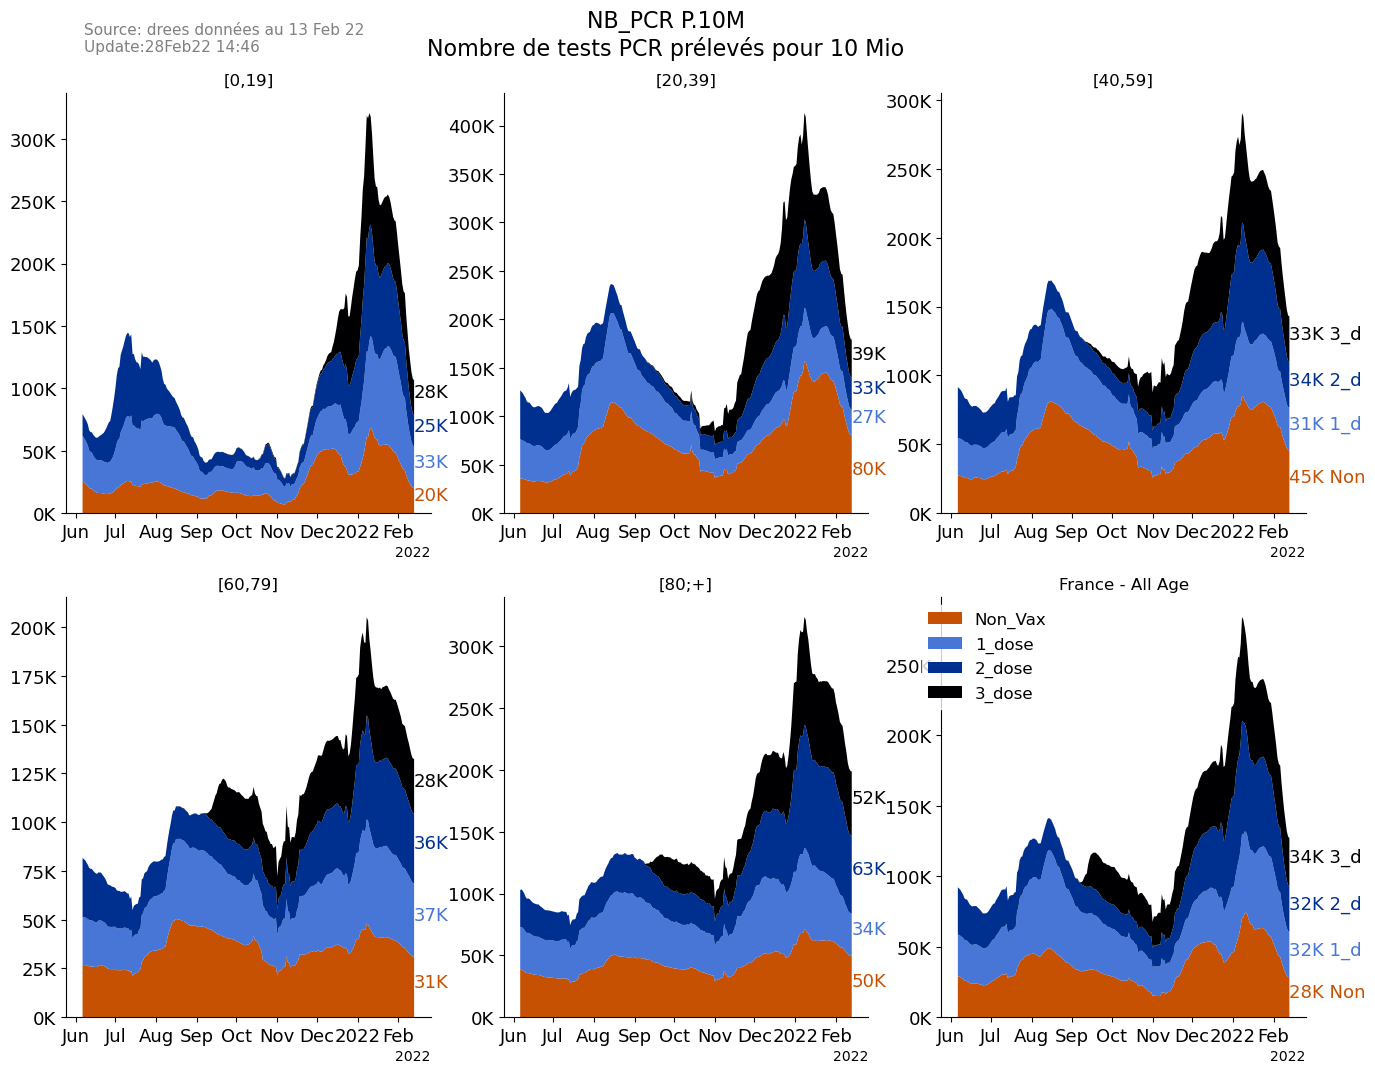 Source: drees données au 13 Feb 22
Update:28Feb22 14:46
NB_PCR P.10M
Nombre de tests PCR prélevés pour 10 Mio
[0,19]
300K
250K
200K
150K
100K
50K
0K
28K
25K
33K
20K
Jun Jul Aug Sep Oct Nov Dec 2022 Feb
2022
[20,39]
400K
350K
300K
250K
200K
150K
100K
50K
0K
39K
33K
27K
80K
Jun Jul Aug Sep Oct Nov Dec 2022 Feb
2022
[40,59]
300K
250K
200K
150K
100K
50K
0K
33K 3_d
34K 2_d
31K 1_d
45K Non
Jun Jul Aug Sep Oct Nov Dec 2022 Feb
2022
[60,79]
200K
175K
150K
125K
100K
75K
50K
25K
0K
28K
36K
37K
31K
Jun Jul Aug Sep Oct Nov Dec 2022 Feb
2022
[80;+]
300K
250K
200K
150K
100K
50K
0K
52K
63K
34K
50K
Jun Jul Aug Sep Oct Nov Dec 2022 Feb
2022
France - All Age
Non_Vax
1_dose
2_dose
3_dose
250K
200K
150K
100K
50K
0K
34K 3_d
32K 2_d
32K 1_d
28K Non
Jun Jul Aug Sep Oct Nov Dec 2022 Feb
2022